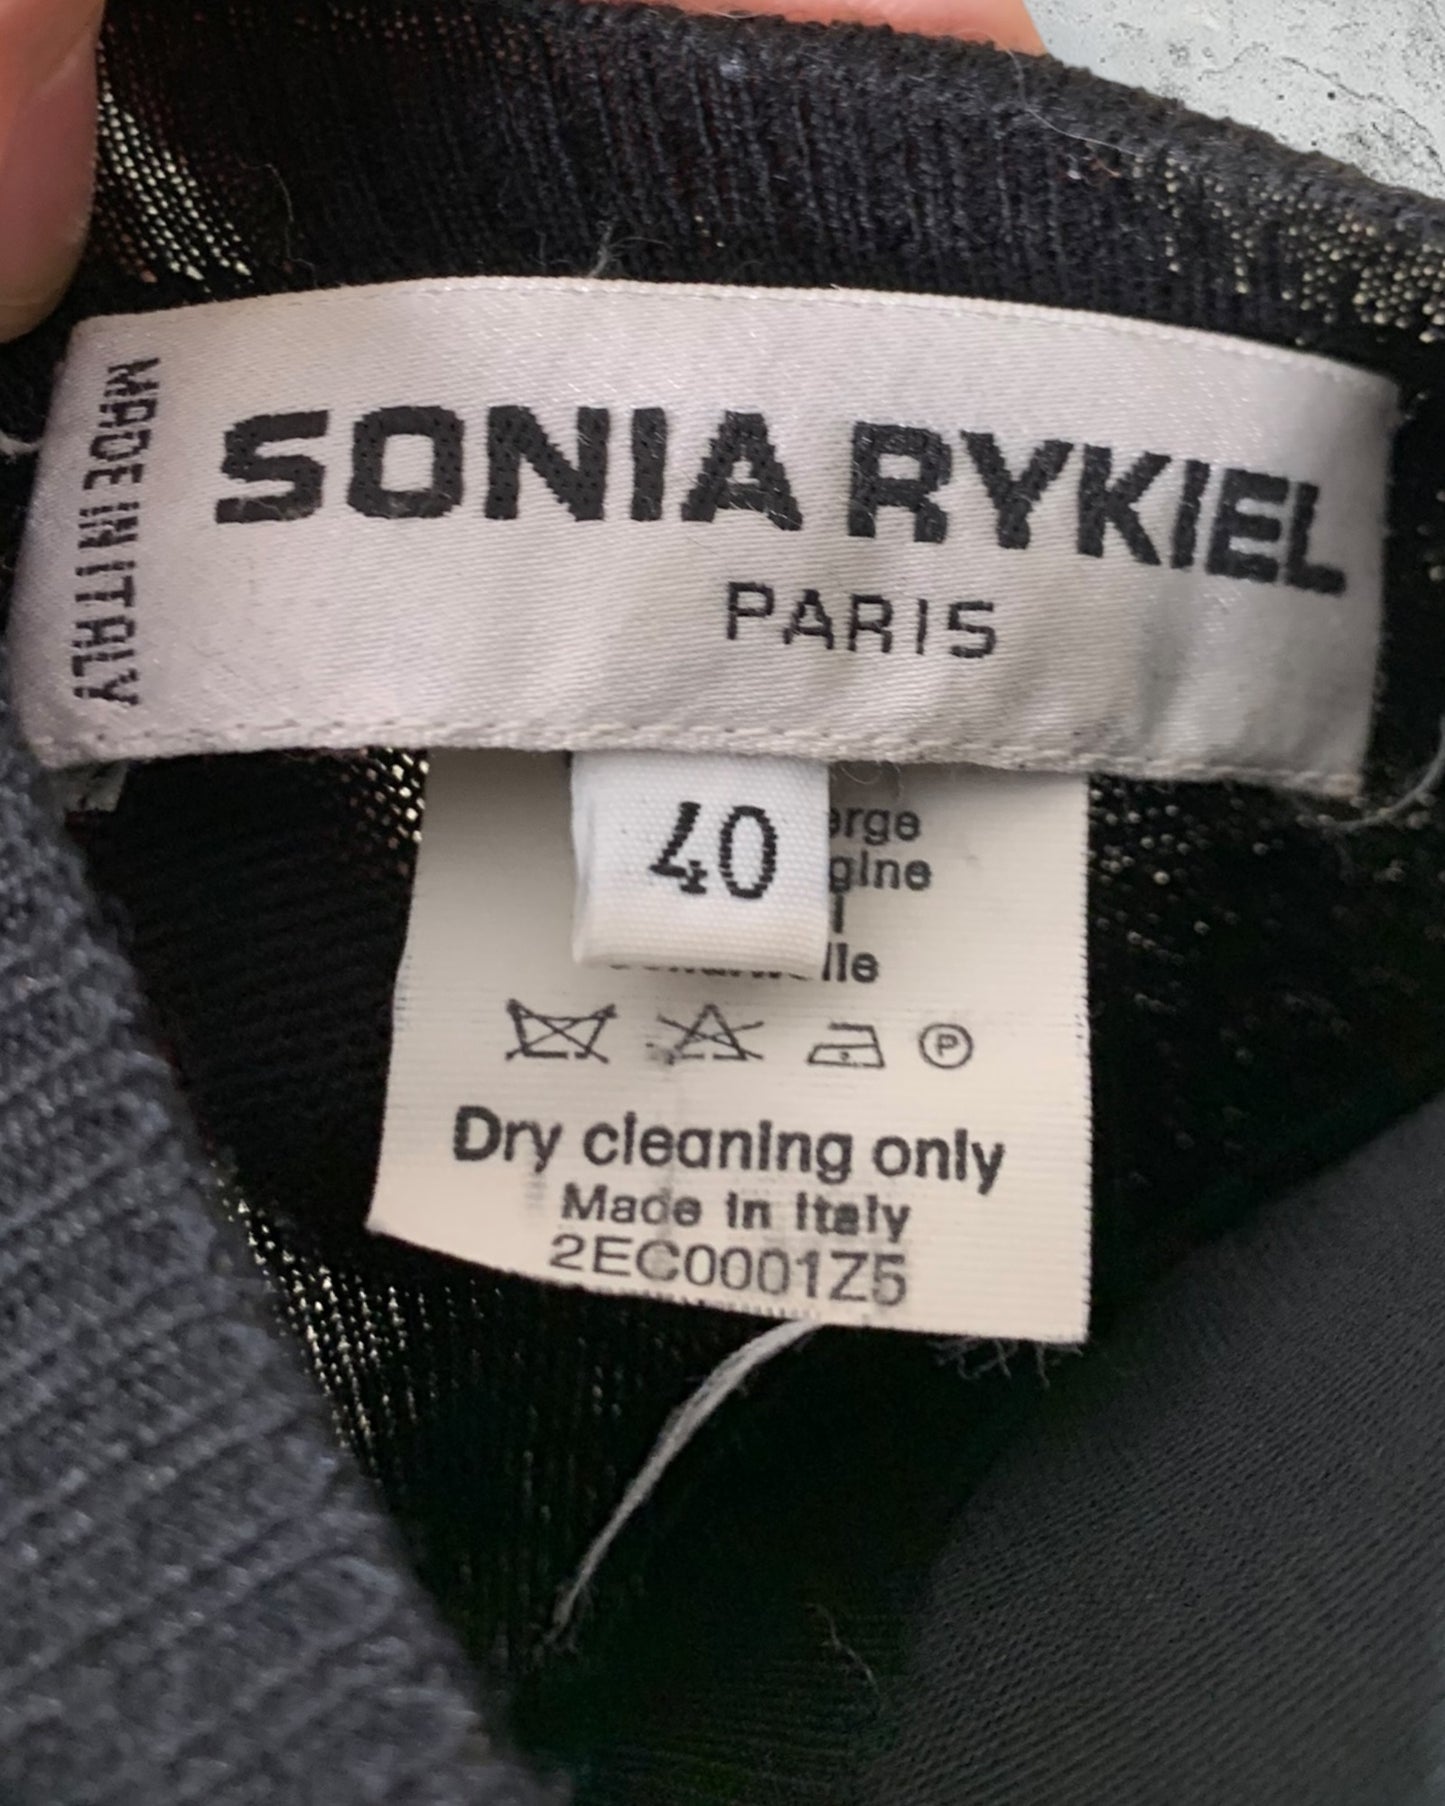 MADE IN ITALY
SONIA RYKIEL
PARIS
40
P
Dry cleaning only
Made in Italy
2EC0001Z5